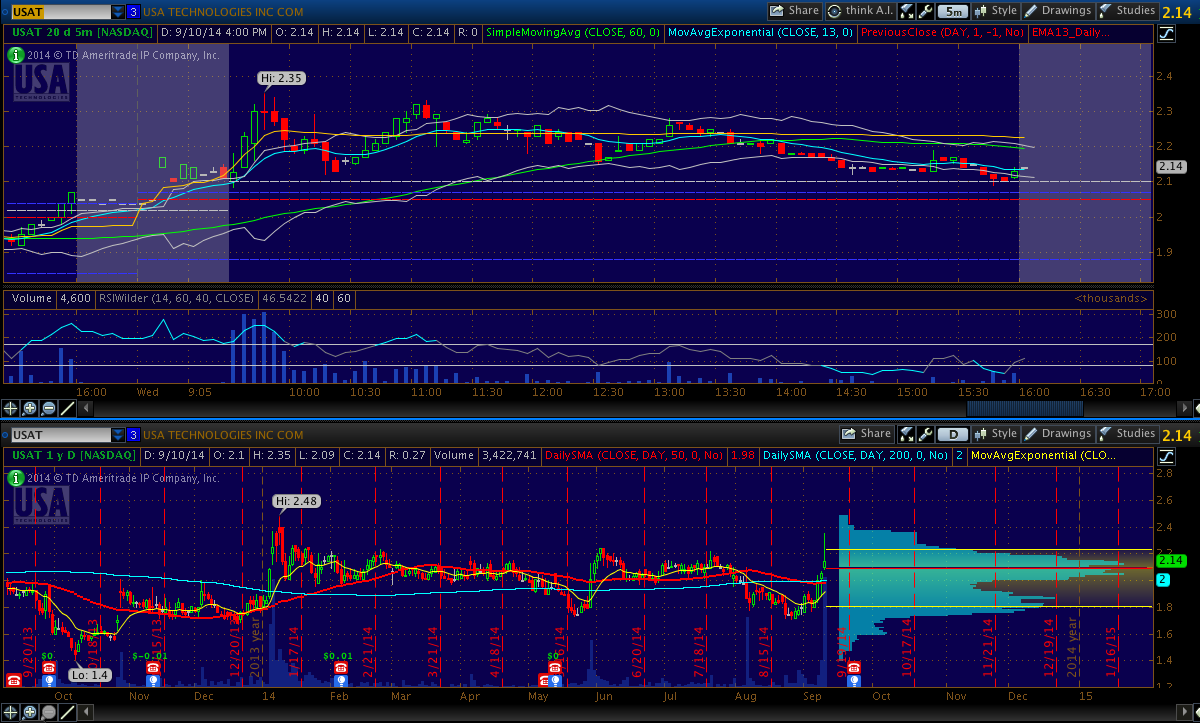 USAT 3 USA TECHNOLOGIES INC COM Share think A.I. 5m Style Drawings Studies 2.14
USAT 20 d 5m [NASDAQ] D: 9/10/14 4:00 PM O: 2.14 H: 2.14 L: 2.14 C: 2.14 R: 0 SimpleMovingAvg (CLOSE, 60, 0) MovAvgExponential (CLOSE, 13, 0) PreviousClose (DAY, 1, -1, No) EMA13_Daily...
2014 © TD Ameritrade IP Company, Inc.
USA
TECHNOLOGIES
Hi: 2.35
2.4
2.3
2.2
2.14
2.1
2
1.9
Volume 4,600 RSIWilder (14, 60, 40, CLOSE) 46.5422 40 60 <thousands>
300
200
100
0
16:00 Wed 9:05 10:00 10:30 11:00 11:30 12:00 12:30 13:00 13:30 14:00 14:30 15:00 15:30 16:00 16:30 17:00
USAT 3 USA TECHNOLOGIES INC COM Share D Style Drawings Studies 2.14
USAT 1 y D [NASDAQ] D: 9/10/14 O: 2.1 H: 2.35 L: 2.09 C: 2.14 R: 0.27 Volume 3,422,741 DailySMA (CLOSE, DAY, 50, 0, No) 1.98 DailySMA (CLOSE, DAY, 200, 0, No) 2 MovAvgExponential (CLO...
2014 © TD Ameritrade IP Company, Inc.
USA
TECHNOLOGIES
Hi: 2.48
2.8
2.6
2.4
2.2
2.14
2
1.8
1.6
1.4
1.2
9/20/13
12/20/13
2013 year
1/17/14
2/21/14
3/21/14
4/18/14
6/20/14
7/18/14
8/15/14
10/17/14
11/21/14
12/19/14
2014 year
1/16/15
$0 $-0.01 $0.01 $0
Lo: 1.4
Oct Nov Dec 14 Feb Mar Apr May Jun Jul Aug Sep Oct Nov Dec 15